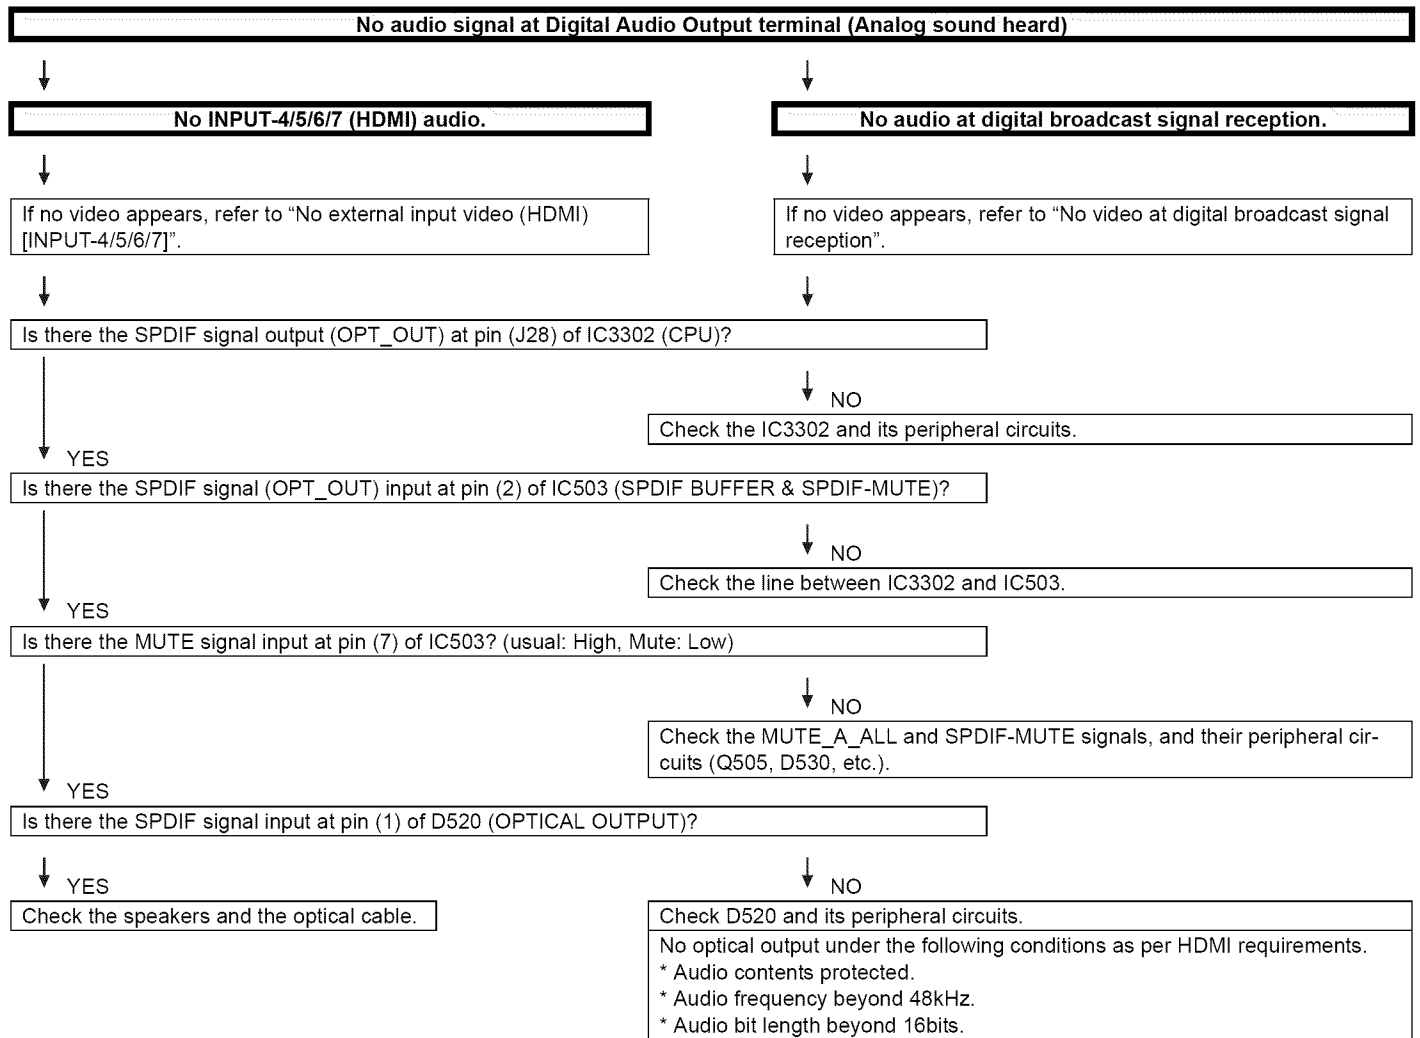 No audio signal at Digital Audio Output terminal (Analog sound heard)
No INPUT-4/5/6/7 (HDMI) audio.
No audio at digital broadcast signal reception.
If no video appears, refer to “No external input video (HDMI)
[INPUT-4/5/6/7]”.
If no video appears, refer to “No video at digital broadcast signal
reception”.
Is there the SPDIF signal output (OPT_OUT) at pin (J28) of IC3302 (CPU)?
NO
Check the IC3302 and its peripheral circuits.
YES
Is there the SPDIF signal (OPT_OUT) input at pin (2) of IC503 (SPDIF BUFFER & SPDIF-MUTE)?
NO
Check the line between IC3302 and IC503.
YES
Is there the MUTE signal input at pin (7) of IC503? (usual: High, Mute: Low)
NO
Check the MUTE_A_ALL and SPDIF-MUTE signals, and their peripheral cir-
cuits (Q505, D530, etc.).
YES
Is there the SPDIF signal input at pin (1) of D520 (OPTICAL OUTPUT)?
YES
Check the speakers and the optical cable.
NO
Check D520 and its peripheral circuits.
No optical output under the following conditions as per HDMI requirements.
* Audio contents protected.
* Audio frequency beyond 48kHz.
* Audio bit length beyond 16bits.